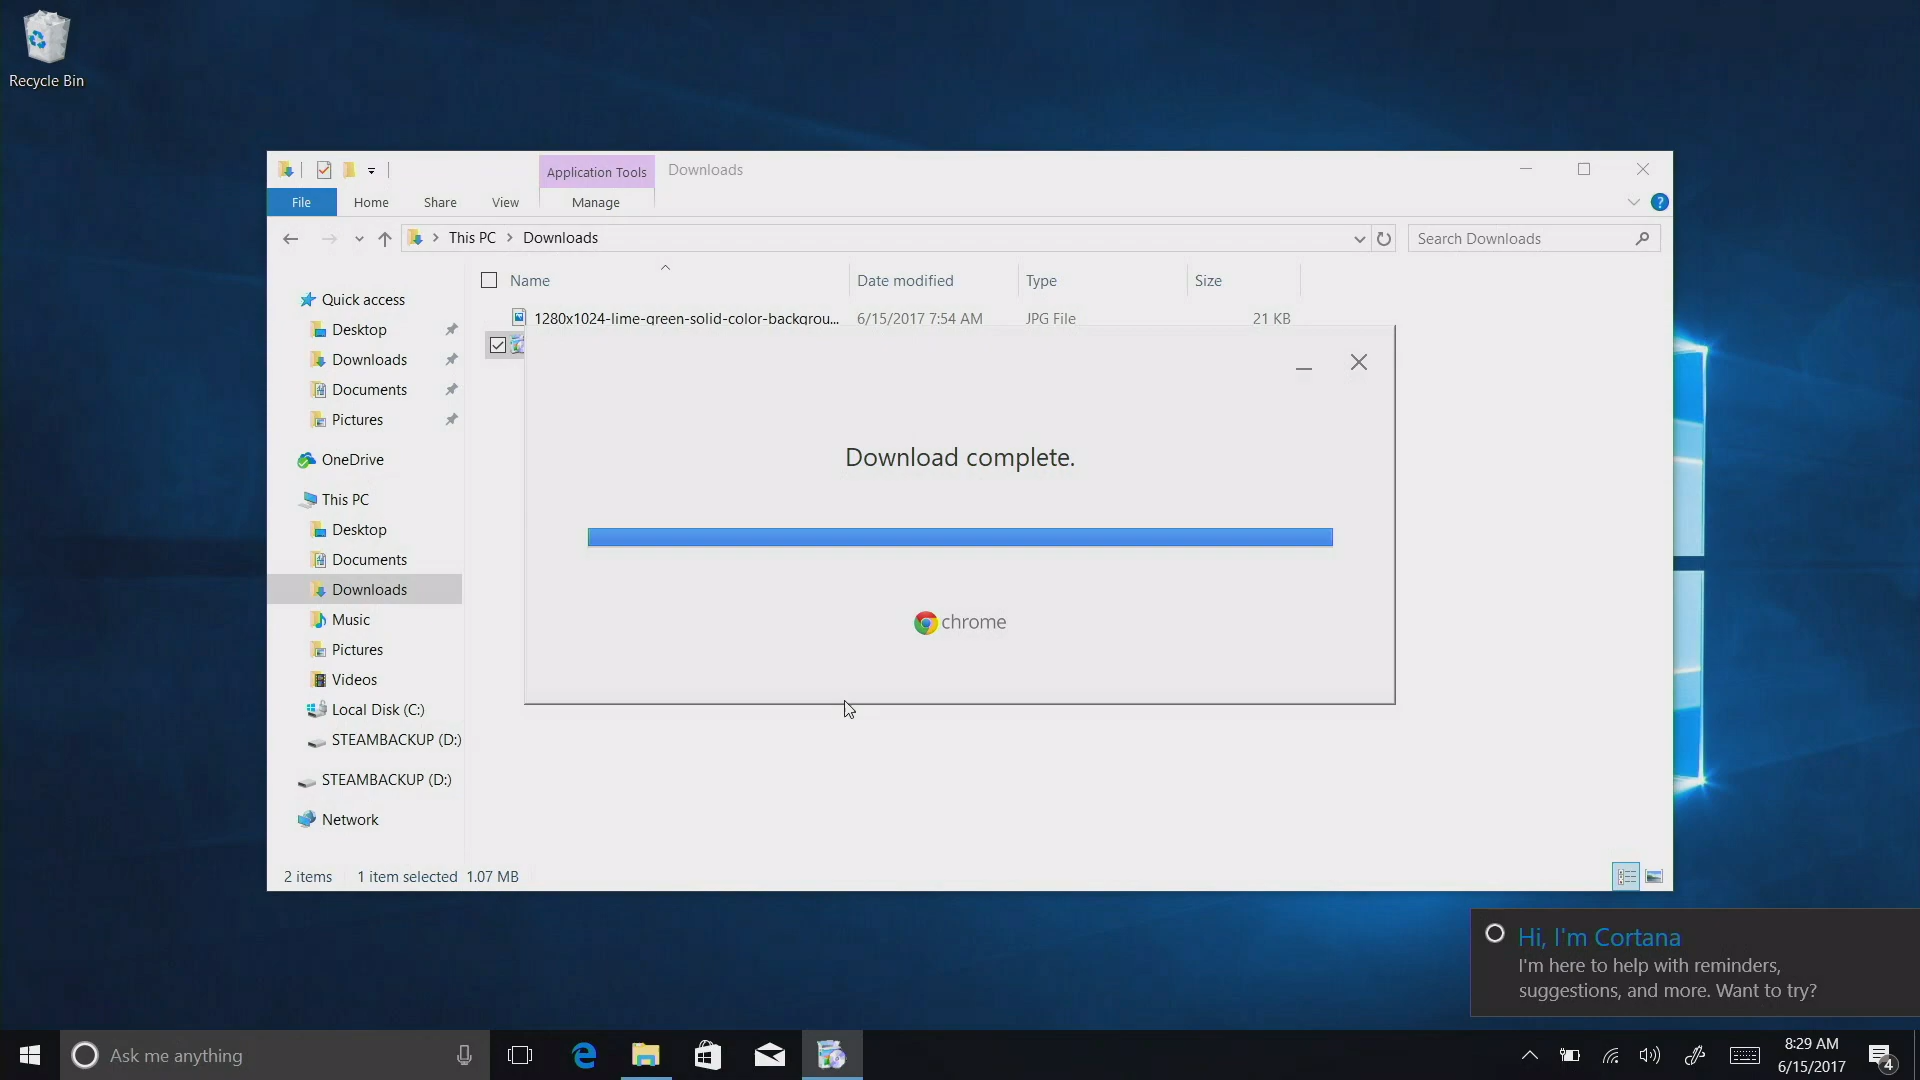 Recycle Bin
Application Tools
Downloads
File
Home
Share
View
Manage
This PC
Downloads
Search Downloads
Name
Date modified
Type
Size
1280x1024-lime-green-solid-color-backgrou...
6/15/2017 7:54 AM
JPG File
21 KB
Quick access
Desktop
Downloads
Documents
Pictures
OneDrive
This PC
Desktop
Documents
Downloads
Music
Pictures
Videos
Local Disk (C:)
STEAMBACKUP (D:)
STEAMBACKUP (D:)
Network
Download complete.
chrome
2 items
1 item selected 1.07 MB
Hi, I'm Cortana
I'm here to help with reminders,
suggestions, and more. Want to try?
Ask me anything
8:29 AM
6/15/2017
4